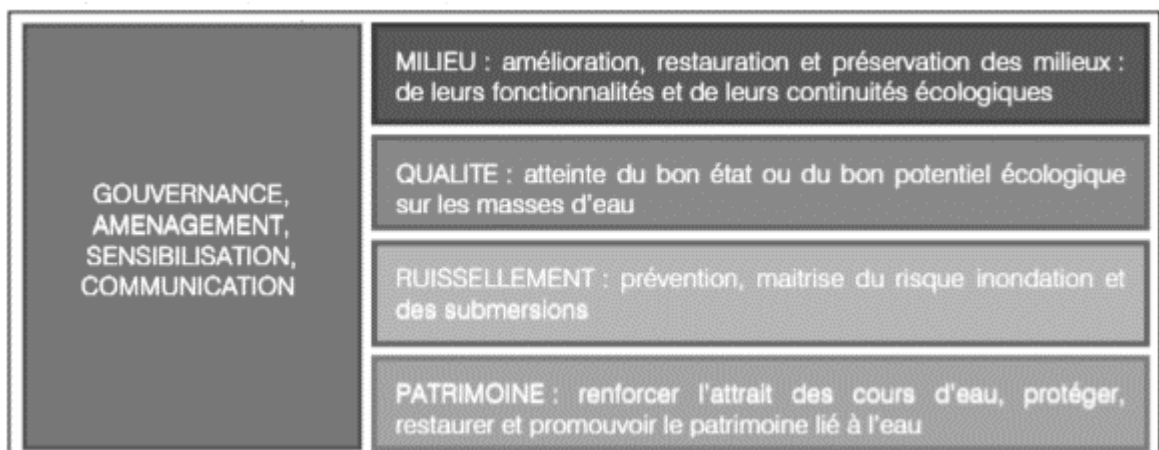 GOUVERNANCE,
AMENAGEMENT,
SENSIBILISATION,
COMMUNICATION
MILIEU : amélioration, restauration et préservation des milieux :
de leurs fonctionnalités et de leurs continuités écologiques
QUALITE : atteinte du bon état ou du bon potentiel écologique
sur les masses d'eau
RUISSELLEMENT : prévention, maitrise du risque inondation et
des submersions
PATRIMOINE : renforcer l'attrait des cours d'eau, protéger,
restaurer et promouvoir le patrimoine lié à l'eau